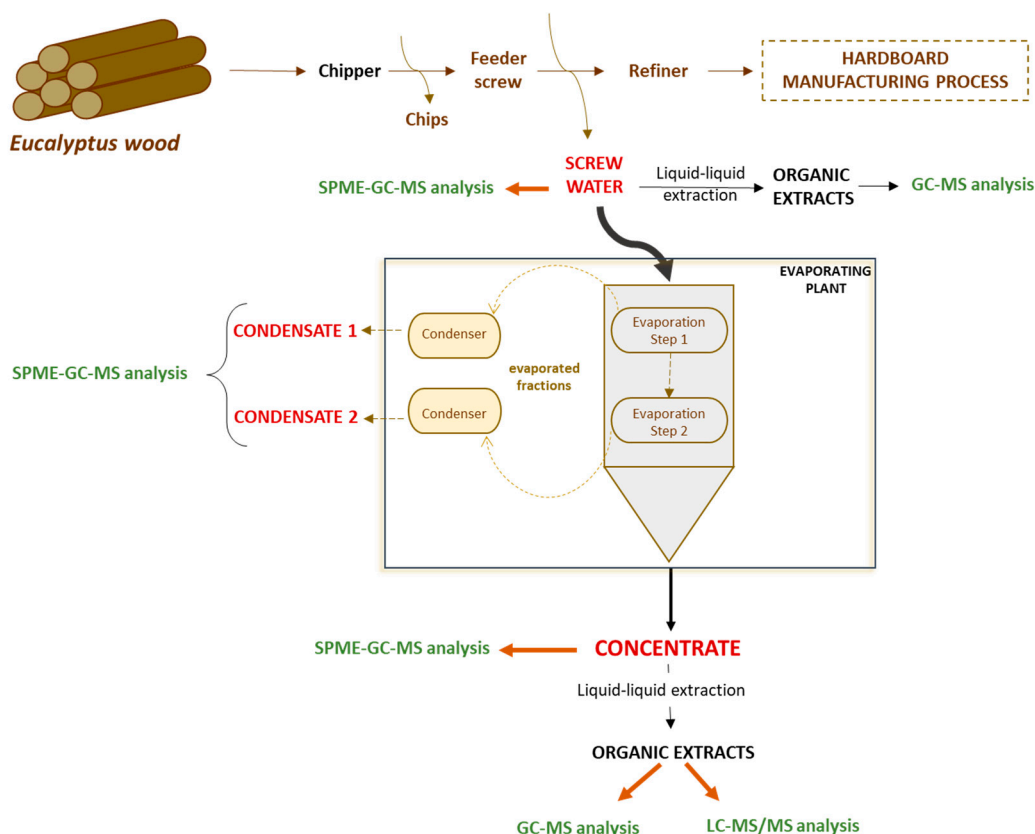 Eucalyptus wood
Chipper
Chips
Feeder
screw
Refiner
HARDBOARD
MANUFACTURING PROCESS
SPME-GC-MS analysis
SCREW
WATER
Liquid-liquid
extraction
ORGANIC
EXTRACTS
GC-MS analysis
EVAPORATING
PLANT
SPME-GC-MS analysis
CONDENSATE 1
CONDENSATE 2
Condenser
Condenser
evaporated
fractions
Evaporation
Step 1
Evaporation
Step 2
SPME-GC-MS analysis
CONCENTRATE
Liquid-liquid extraction
ORGANIC EXTRACTS
GC-MS analysis
LC-MS/MS analysis